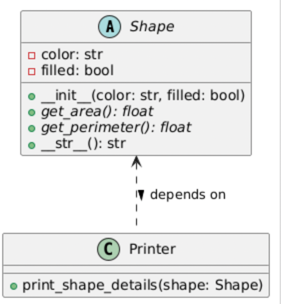 A Shape
color: str
filled: bool
__init__(color: str, filled: bool)
get_area(): float
get_perimeter(): float
__str__(): str
depends on
C Printer
print_shape_details(shape: Shape)